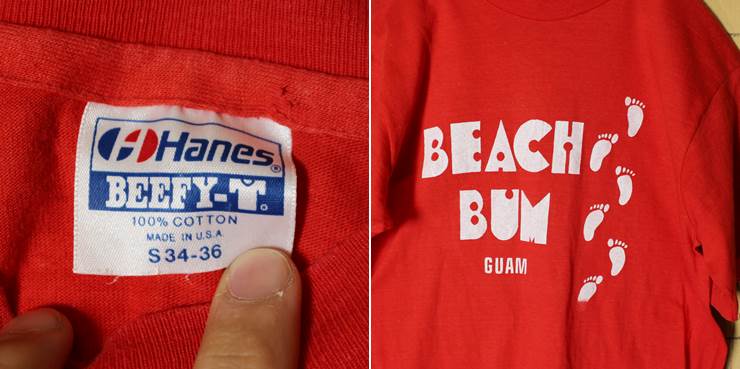 Hanes®
BEEFY-T®
100% COTTON
MADE IN U.S.A.
S 34-36
BEACH
BUM
GUAM